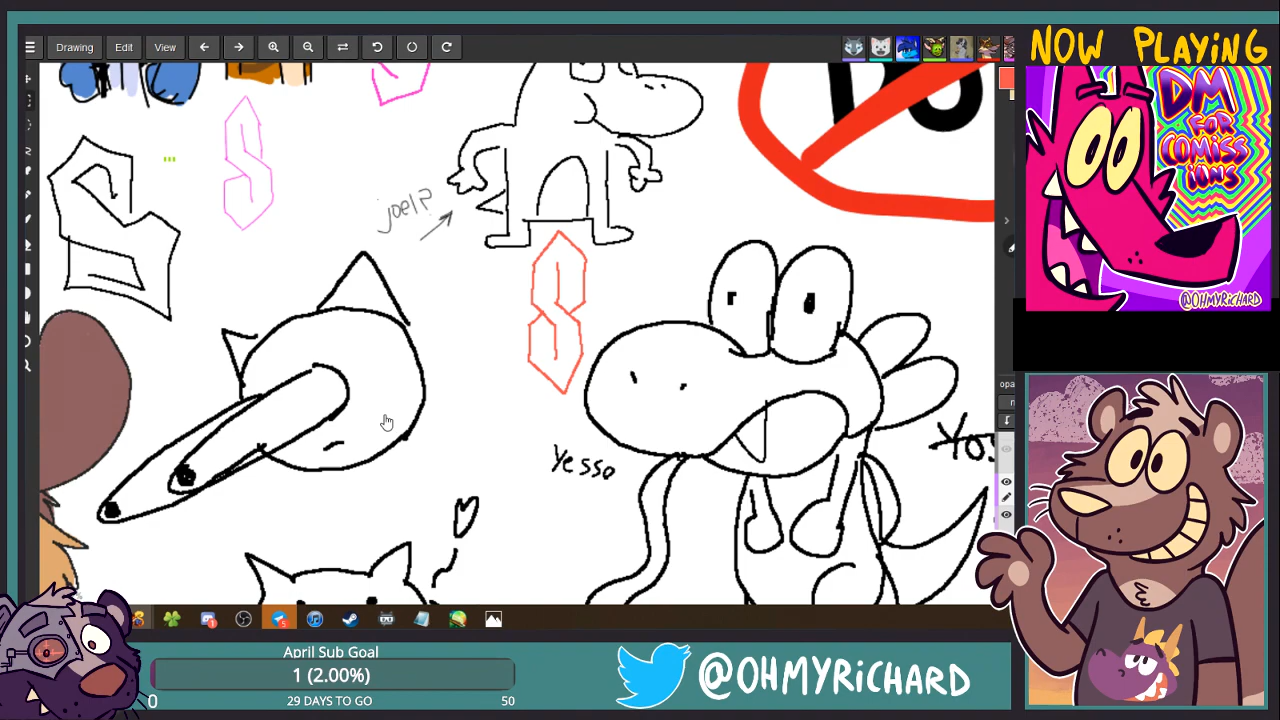 Drawing Edit View
NOW PLAYING
DM
FOR
COMISS
IONS
@OHMYRICHARD
joel?
Yesso
opa
April Sub Goal
1 (2.00%)
0 29 DAYS TO GO 50
@OHMYRICHARD